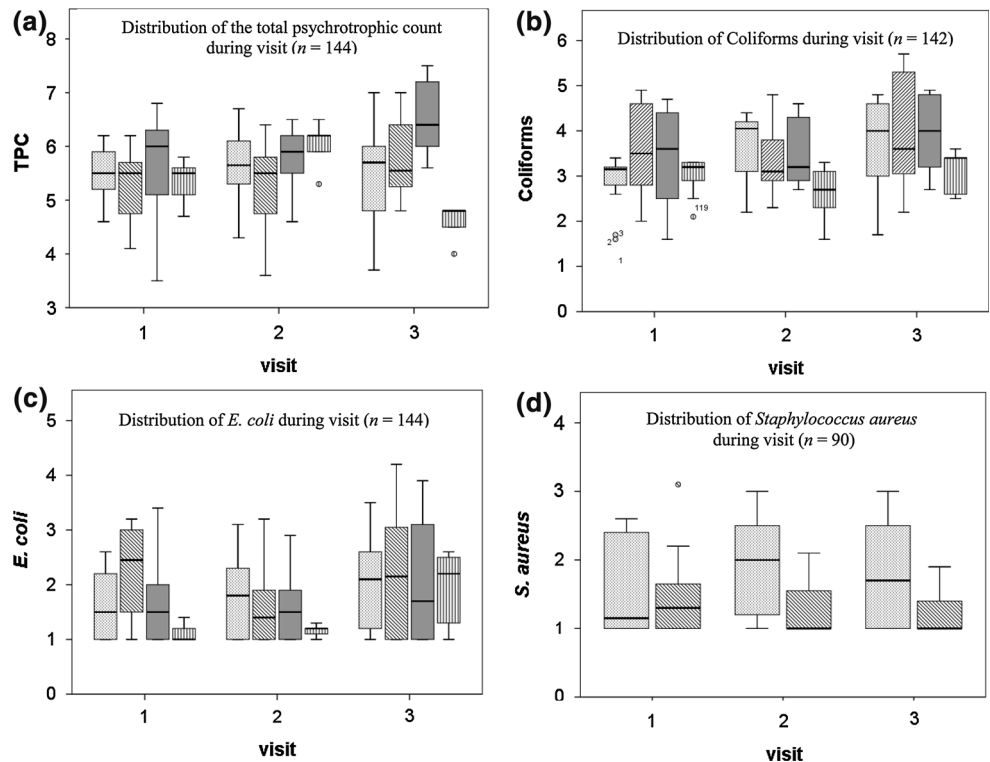 (a)
Distribution of the total psychrotrophic count
during visit (n = 144)
8
7
6
5
4
3
TPC
1
2
3
visit
(b)
Distribution of Coliforms during visit (n = 142)
6
5
4
3
2
1
0
Coliforms
2
3
1
119
1
2
3
visit
(c)
Distribution of E. coli during visit (n = 144)
5
4
3
2
1
0
E. coli
1
2
3
visit
(d)
Distribution of Staphylococcus aureus
during visit (n = 90)
4
3
2
1
0
S. aureus
1
2
3
visit